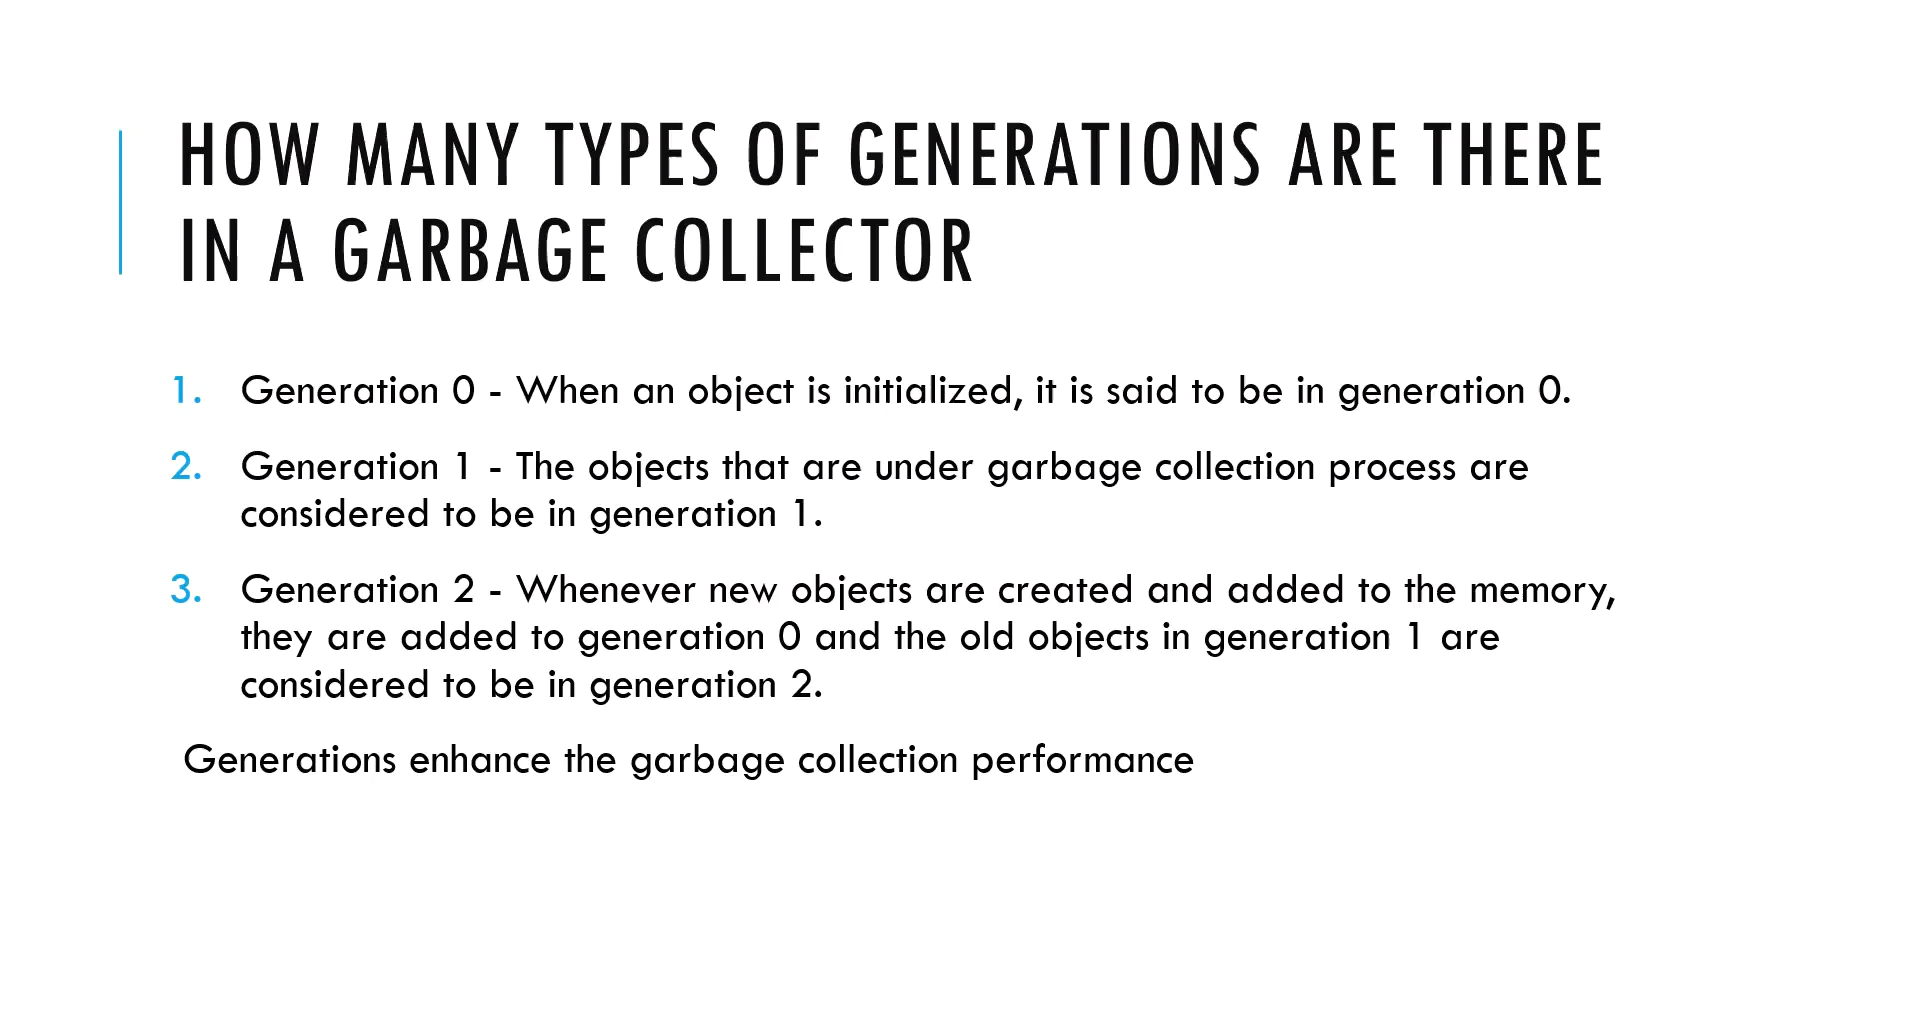 HOW MANY TYPES OF GENERATIONS ARE THERE
IN A GARBAGE COLLECTOR
1. Generation 0 - When an object is initialized, it is said to be in generation 0.
2. Generation 1 - The objects that are under garbage collection process are
considered to be in generation 1.
3. Generation 2 - Whenever new objects are created and added to the memory,
they are added to generation 0 and the old objects in generation 1 are
considered to be in generation 2.
Generations enhance the garbage collection performance